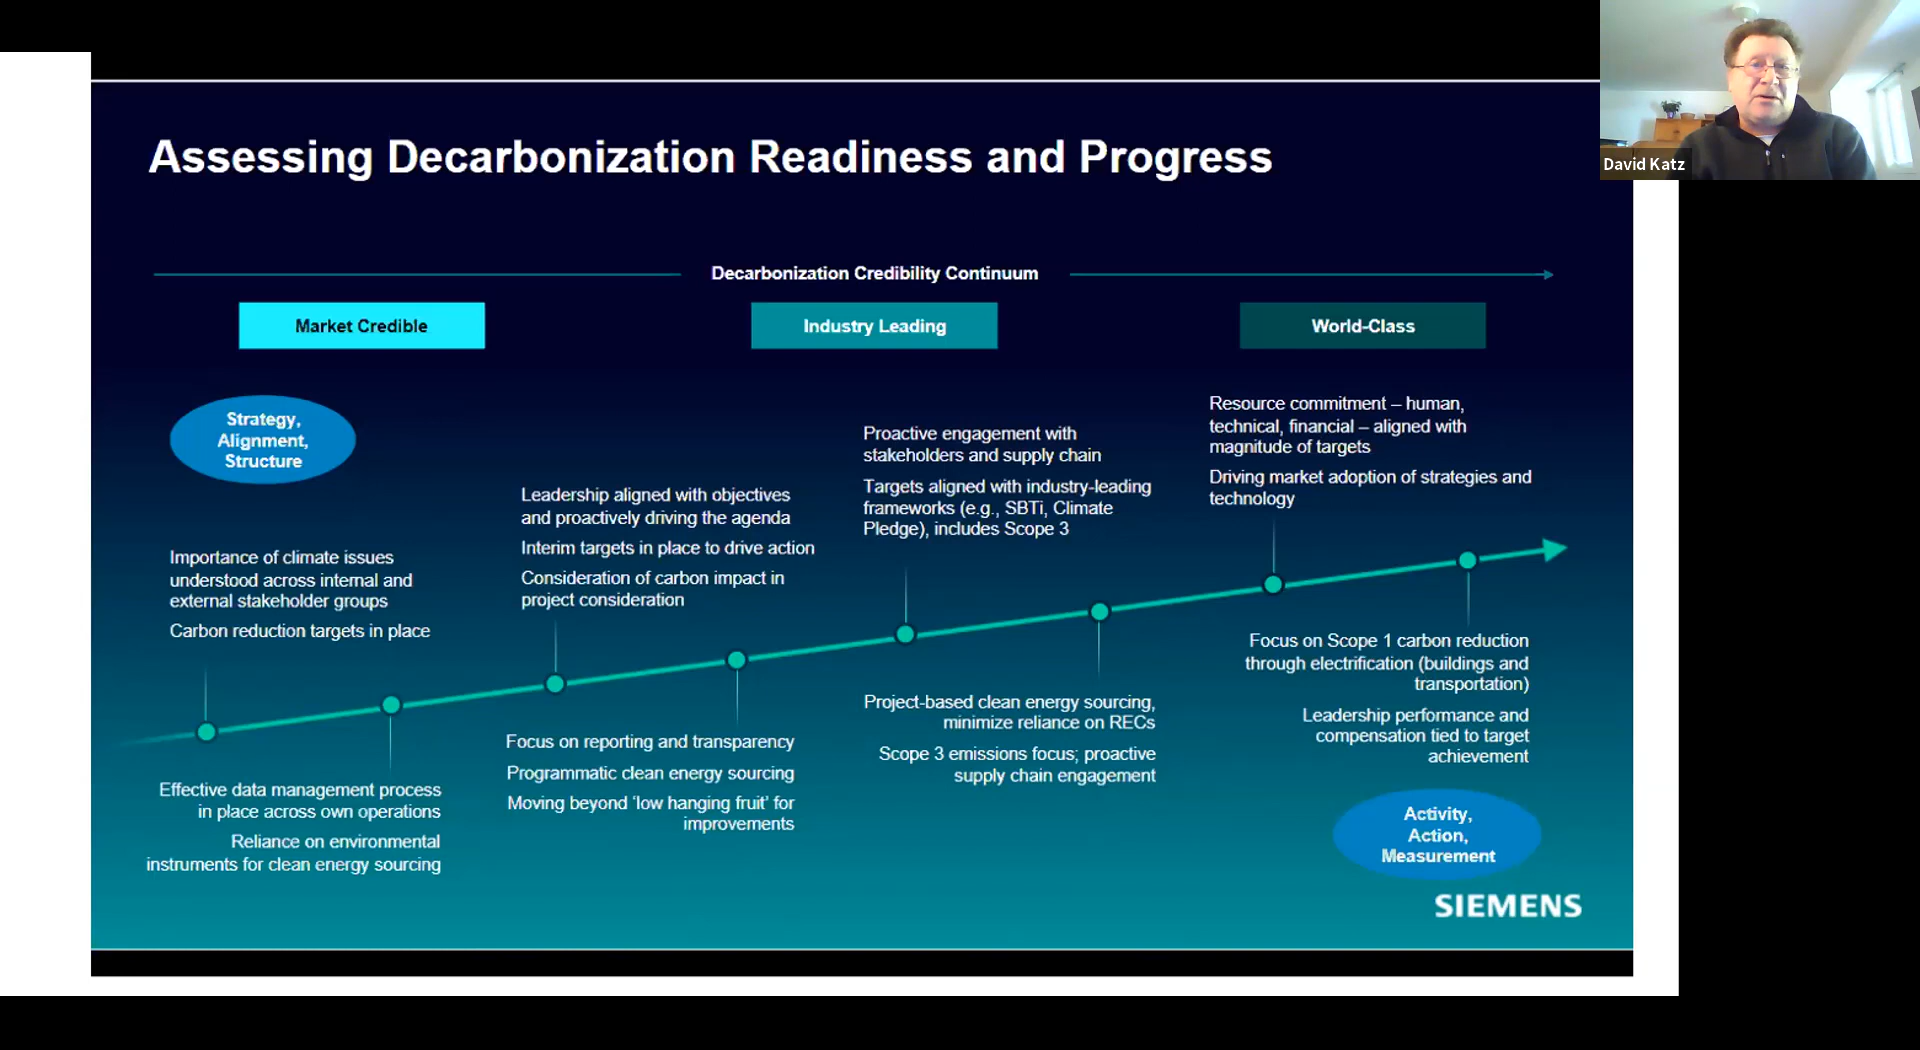 David Katz
Assessing Decarbonization Readiness and Progress
Decarbonization Credibility Continuum
Market Credible
Industry Leading
World-Class
Strategy,
Alignment,
Structure
Importance of climate issues
understood across internal and
external stakeholder groups
Carbon reduction targets in place
Leadership aligned with objectives
and proactively driving the agenda
Interim targets in place to drive action
Consideration of carbon impact in
project consideration
Proactive engagement with
stakeholders and supply chain
Targets aligned with industry-leading
frameworks (e.g., SBTi, Climate
Pledge), includes Scope 3
Resource commitment – human,
technical, financial – aligned with
magnitude of targets
Driving market adoption of strategies and
technology
Effective data management process
in place across own operations
Reliance on environmental
instruments for clean energy sourcing
Focus on reporting and transparency
Programmatic clean energy sourcing
Moving beyond ‘low hanging fruit’ for
improvements
Project-based clean energy sourcing,
minimize reliance on RECs
Scope 3 emissions focus; proactive
supply chain engagement
Focus on Scope 1 carbon reduction
through electrification (buildings and
transportation)
Leadership performance and
compensation tied to target
achievement
Activity,
Action,
Measurement
SIEMENS